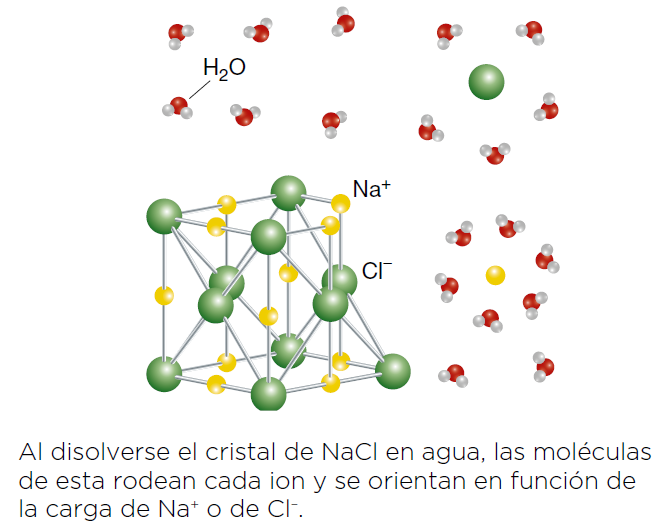 H₂O
Na⁺
Cl⁻
Al disolverse el cristal de NaCl en agua, las moléculas
de esta rodean cada ion y se orientan en función de
la carga de Na⁺ o de Cl⁻.